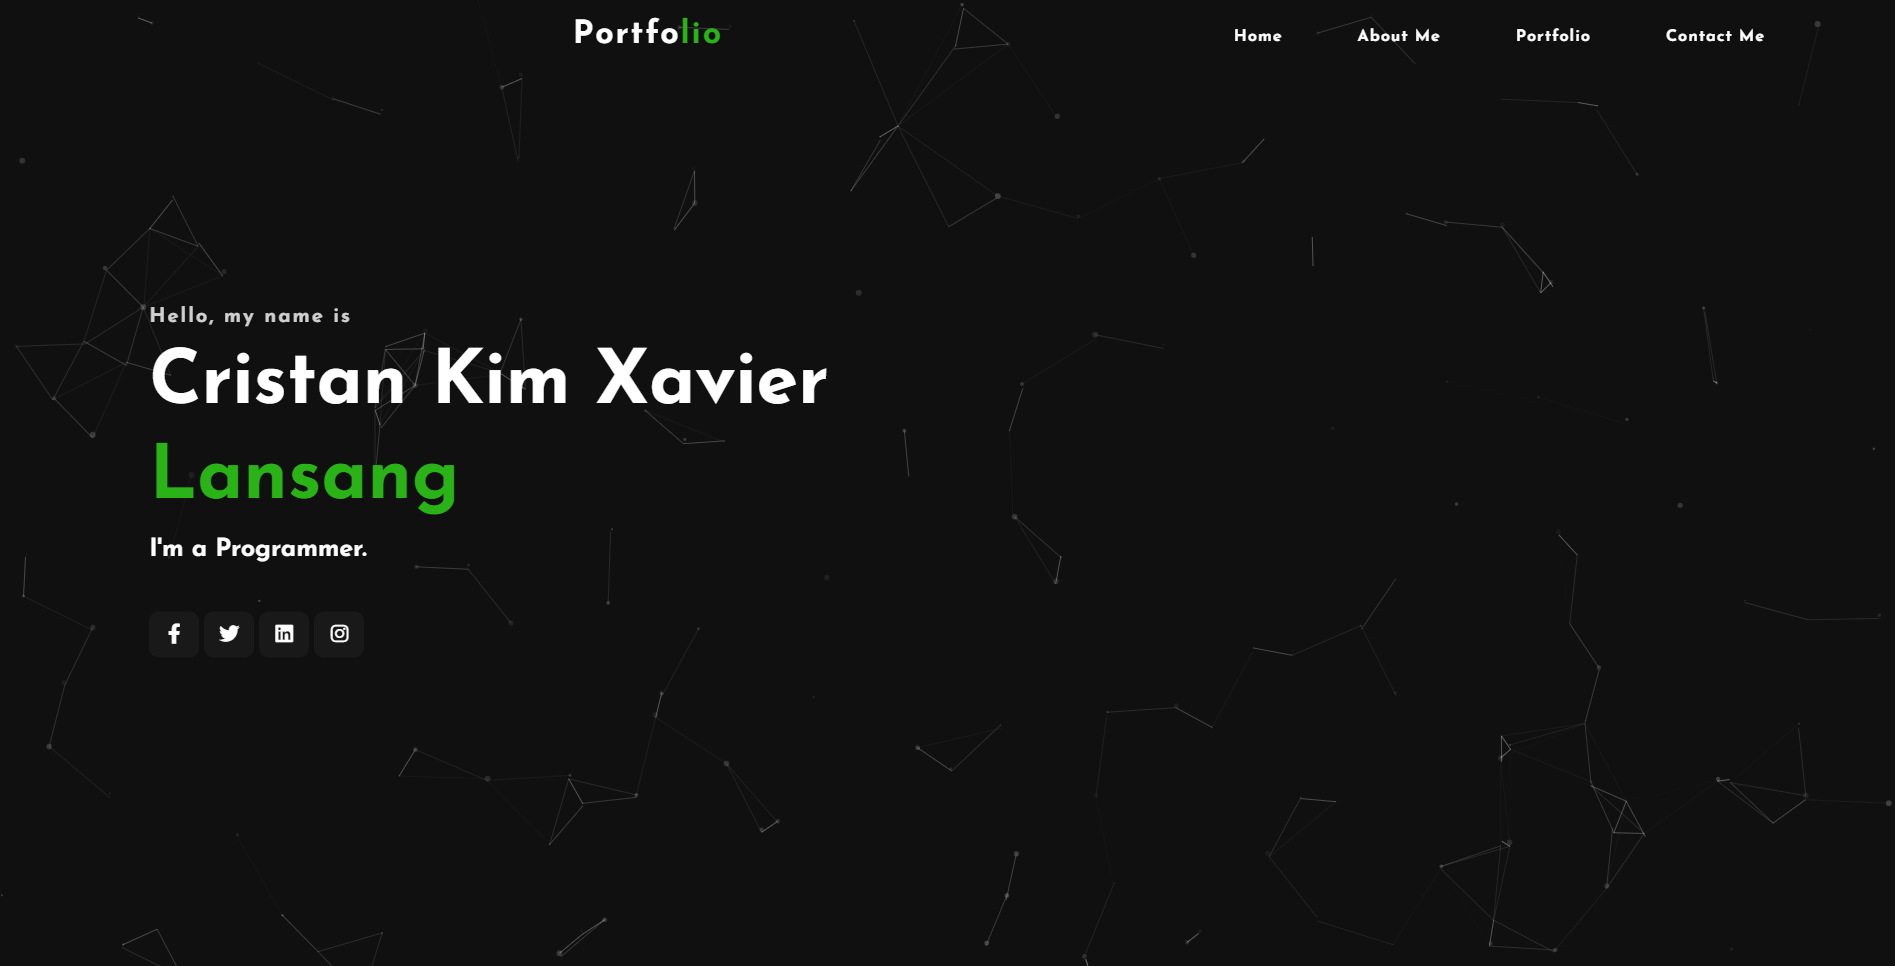 Portfolio
Home
About Me
Portfolio
Contact Me
Hello, my name is
Cristan Kim Xavier
Lansang
I'm a Programmer.